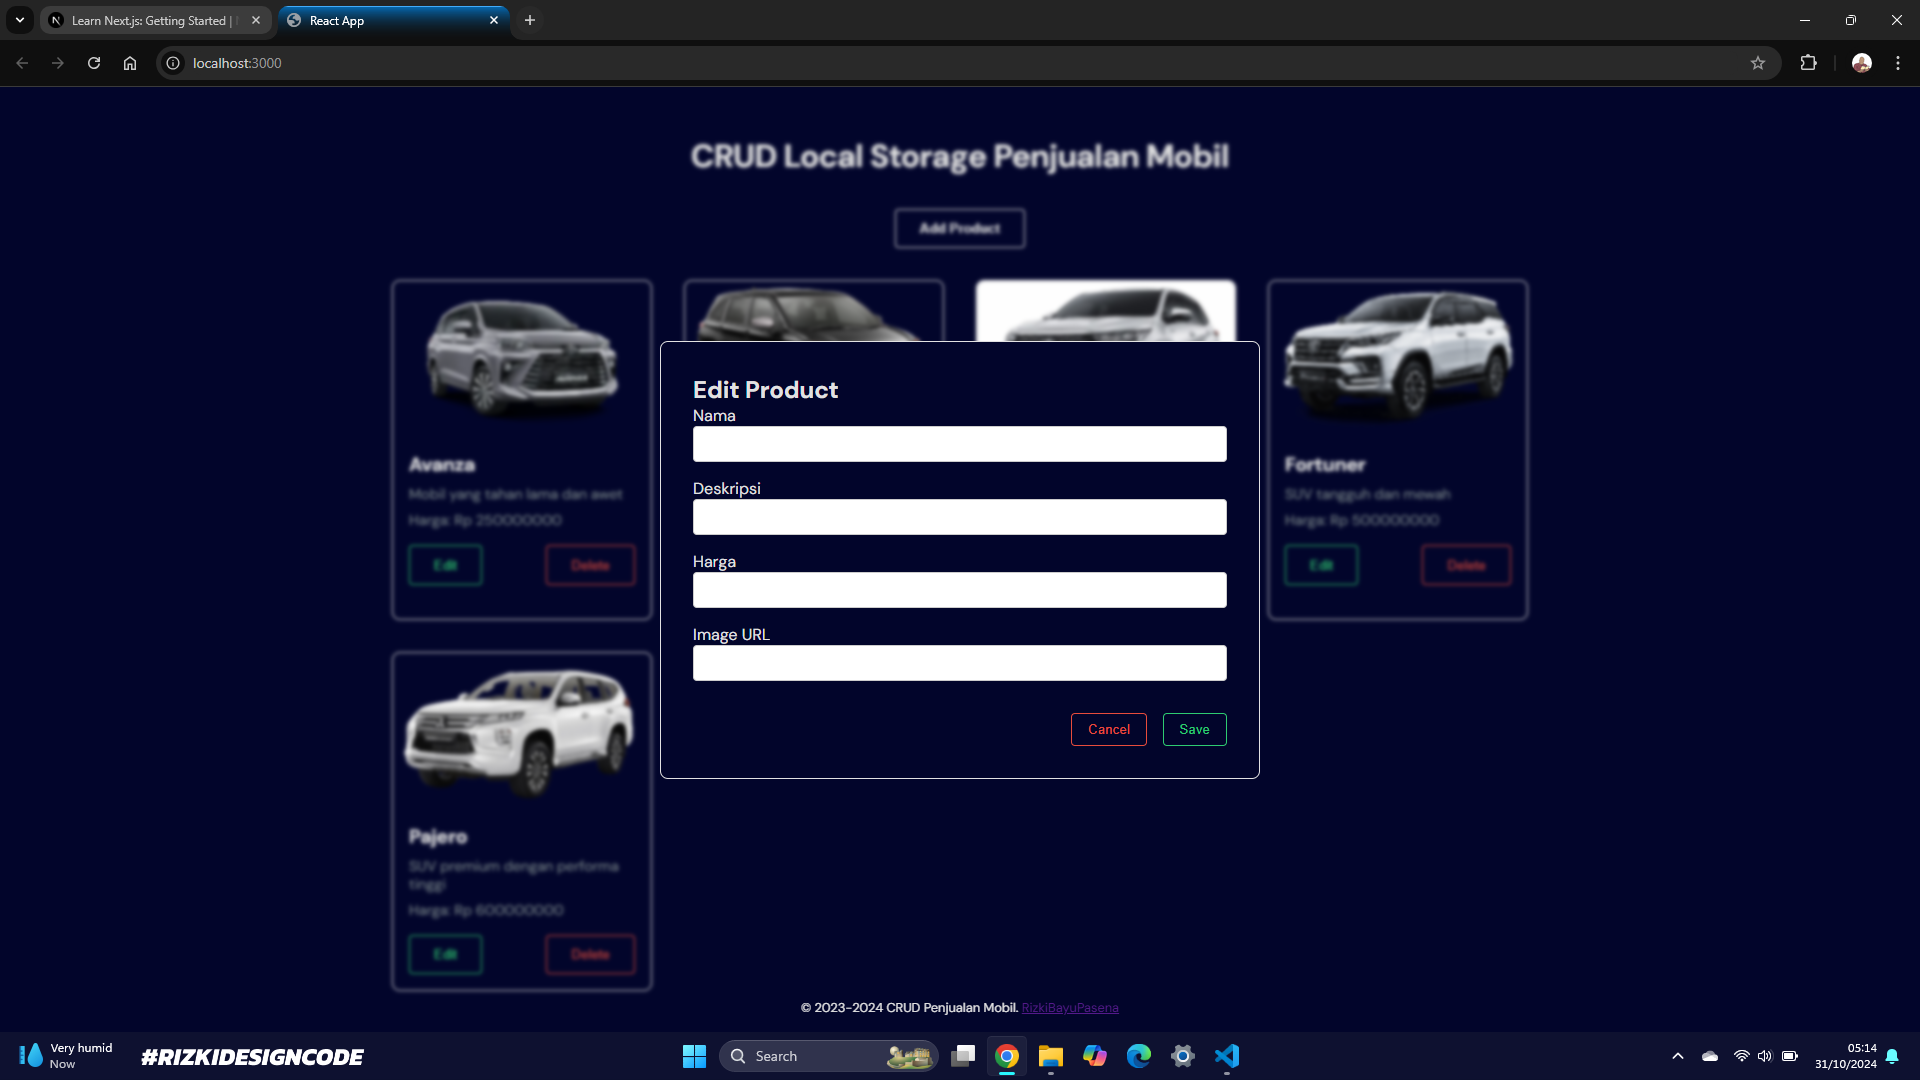 Learn Next.js: Getting Started |
React App
localhost:3000
CRUD Local Storage Penjualan Mobil
Add Product
Avanza
Mobil yang tahan lama dan awet
Harga: Rp 250000000
Edit
Delete
Edit Product
Nama
Deskripsi
Harga
Image URL
Cancel
Save
Fortuner
SUV tangguh dan mewah
Harga: Rp 500000000
Edit
Delete
Pajero
SUV premium dengan performa
tinggi
Harga: Rp 600000000
Edit
Delete
© 2023-2024 CRUD Penjualan Mobil. RizkiBayuPasena
Very humid
Now
#RIZKIDESIGNCODE
Search
05:14
31/10/2024